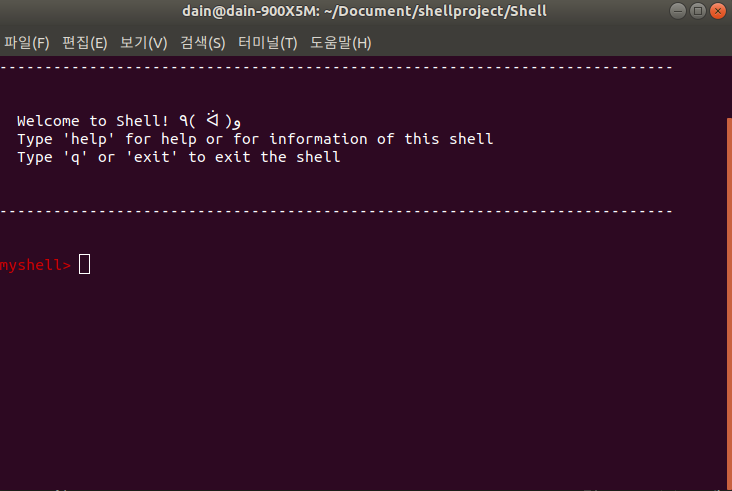 dain@dain-900X5M: ~/Document/shellproject/Shell
파일(F) 편집(E) 보기(V) 검색(S) 터미널(T) 도움말(H)
---------------------------------------------------------------------------
Welcome to Shell! ٩( ᐛ )و
Type 'help' for help or for information of this shell
Type 'q' or 'exit' to exit the shell
---------------------------------------------------------------------------
myshell>